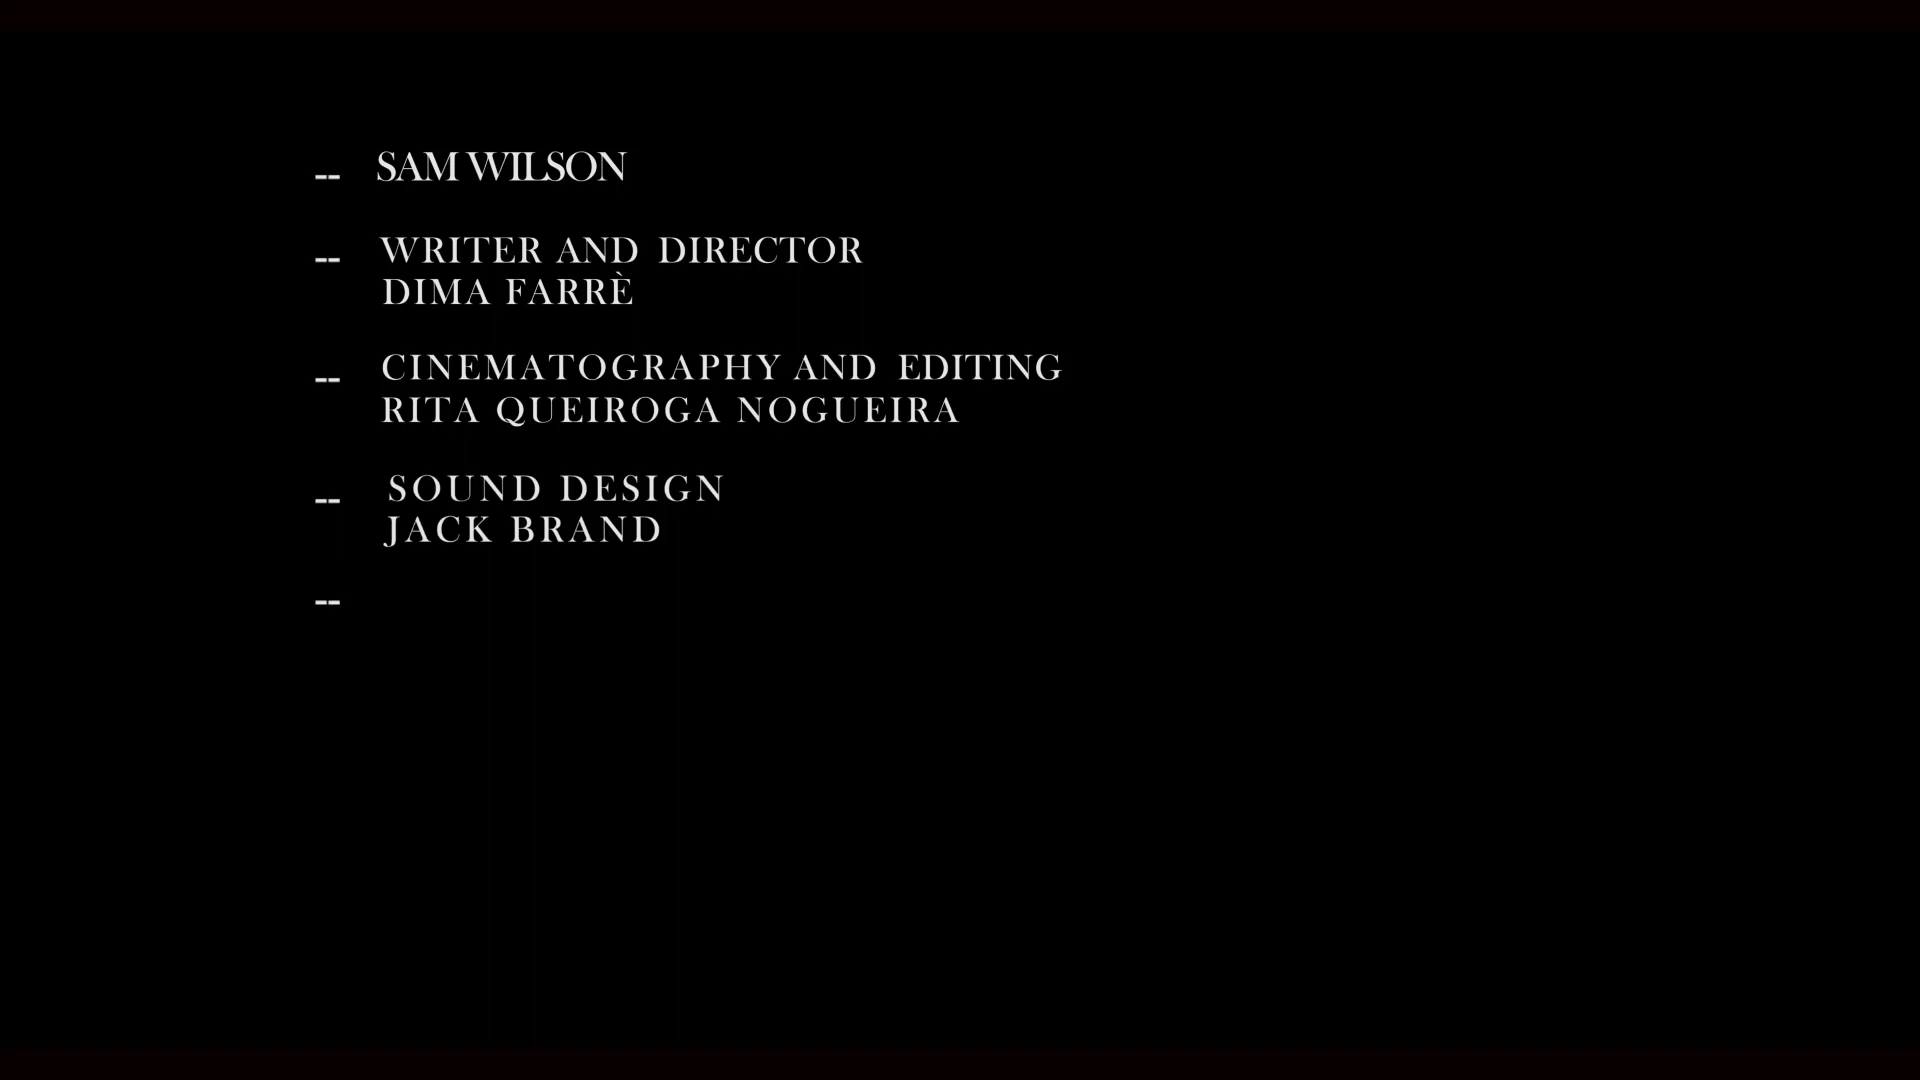 -- SAM WILSON
-- WRITER AND DIRECTOR
DIMA FARRÈ
-- CINEMATOGRAPHY AND EDITING
RITA QUEIROGA NOGUEIRA
-- SOUND DESIGN
JACK BRAND
--